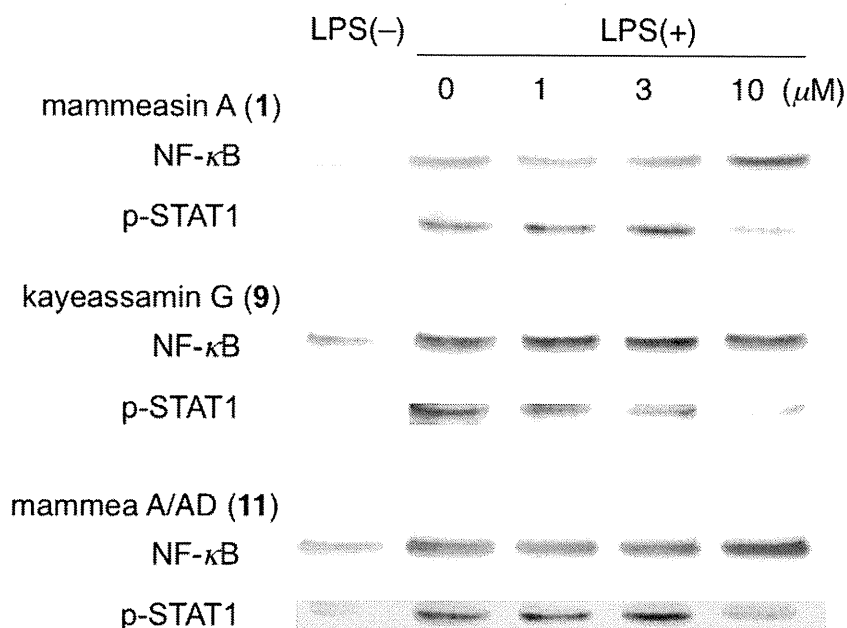 LPS(–) LPS(+)
mammeasin A (1) 0 1 3 10 (μM)
NF-κB
p-STAT1
kayeassamin G (9)
NF-κB
p-STAT1
mammea A/AD (11)
NF-κB
p-STAT1